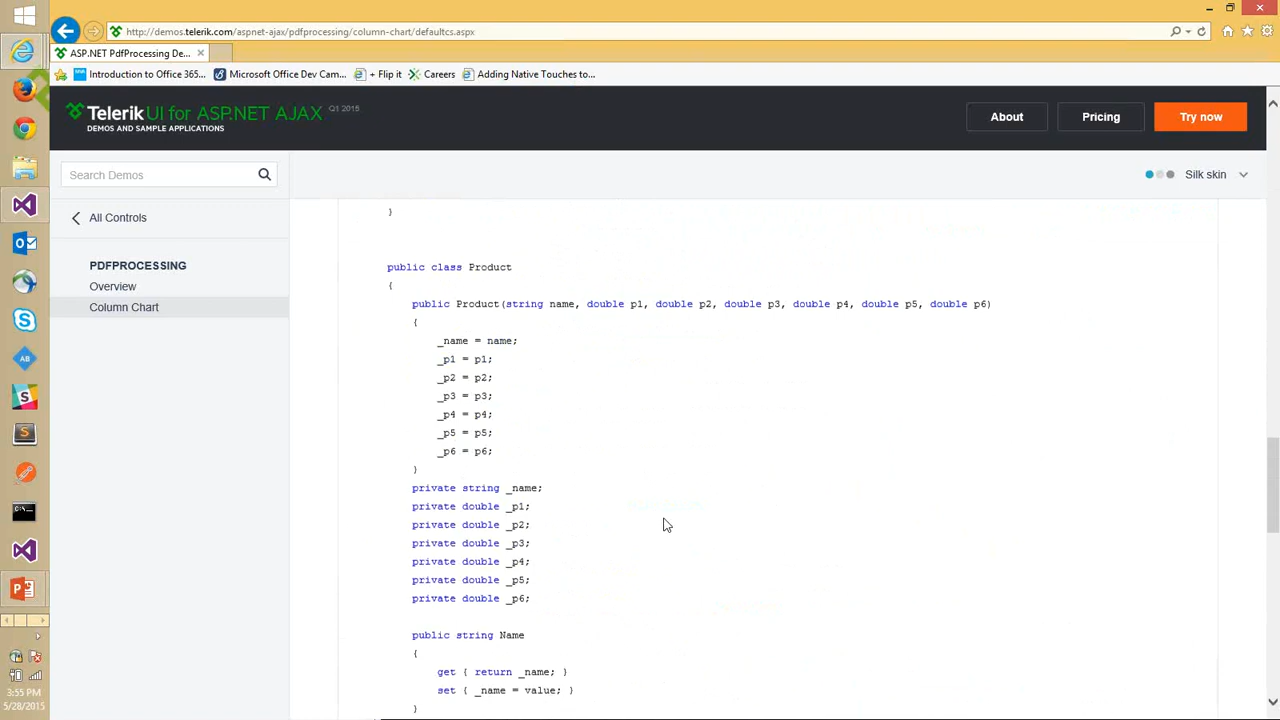 http://demos.telerik.com/aspnet-ajax/pdfprocessing/column-chart/defaultcs.aspx
ASP.NET PdfProcessing De...
Introduction to Office 365...
Microsoft Office Dev Cam...
+ Flip it
Careers
Adding Native Touches to...
Telerik UI for ASP.NET AJAX Q1 2015
DEMOS AND SAMPLE APPLICATIONS
About
Pricing
Try now
Search Demos
Silk skin
All Controls
PDFPROCESSING
Overview
Column Chart
}
public class Product
{
public Product(string name, double p1, double p2, double p3, double p4, double p5, double p6)
{
_name = name;
_p1 = p1;
_p2 = p2;
_p3 = p3;
_p4 = p4;
_p5 = p5;
_p6 = p6;
}
private string _name;
private double _p1;
private double _p2;
private double _p3;
private double _p4;
private double _p5;
private double _p6;
public string Name
{
get { return _name; }
set { _name = value; }
}
AB
3:55 PM
5/28/2015